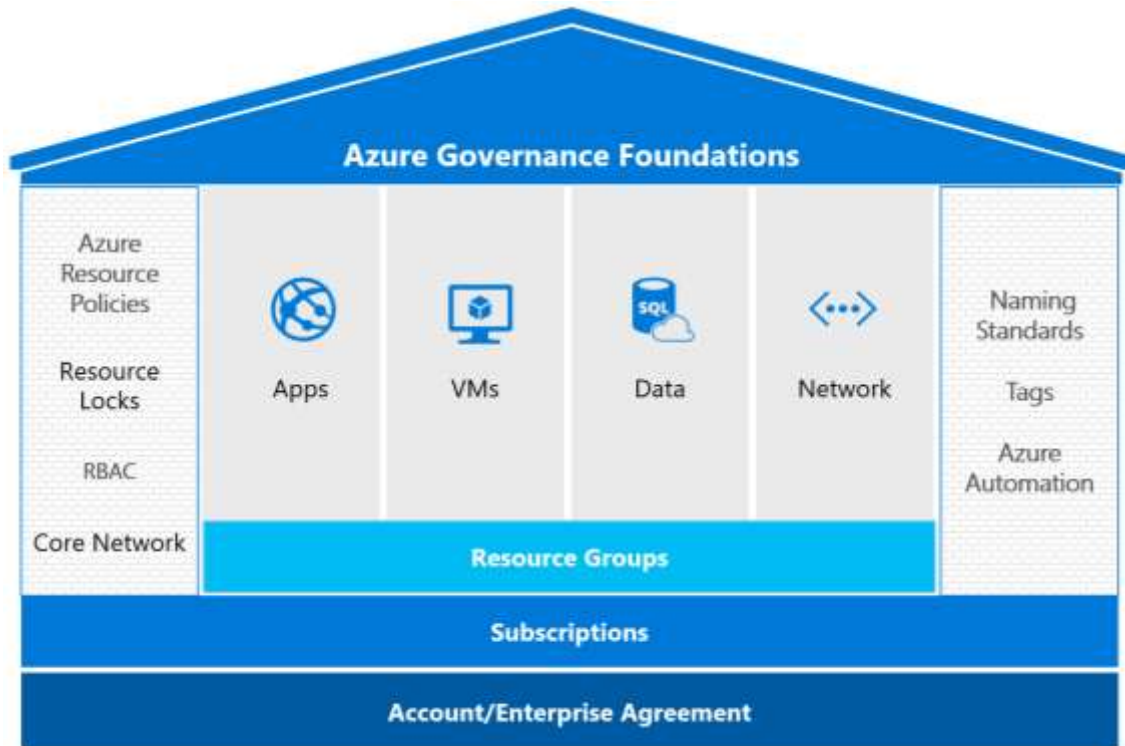 Azure Governance Foundations
Azure
Resource
Policies
Resource
Locks
RBAC
Core Network
Apps
VMs
SQL
Data
Network
Naming
Standards
Tags
Azure
Automation
Resource Groups
Subscriptions
Account/Enterprise Agreement